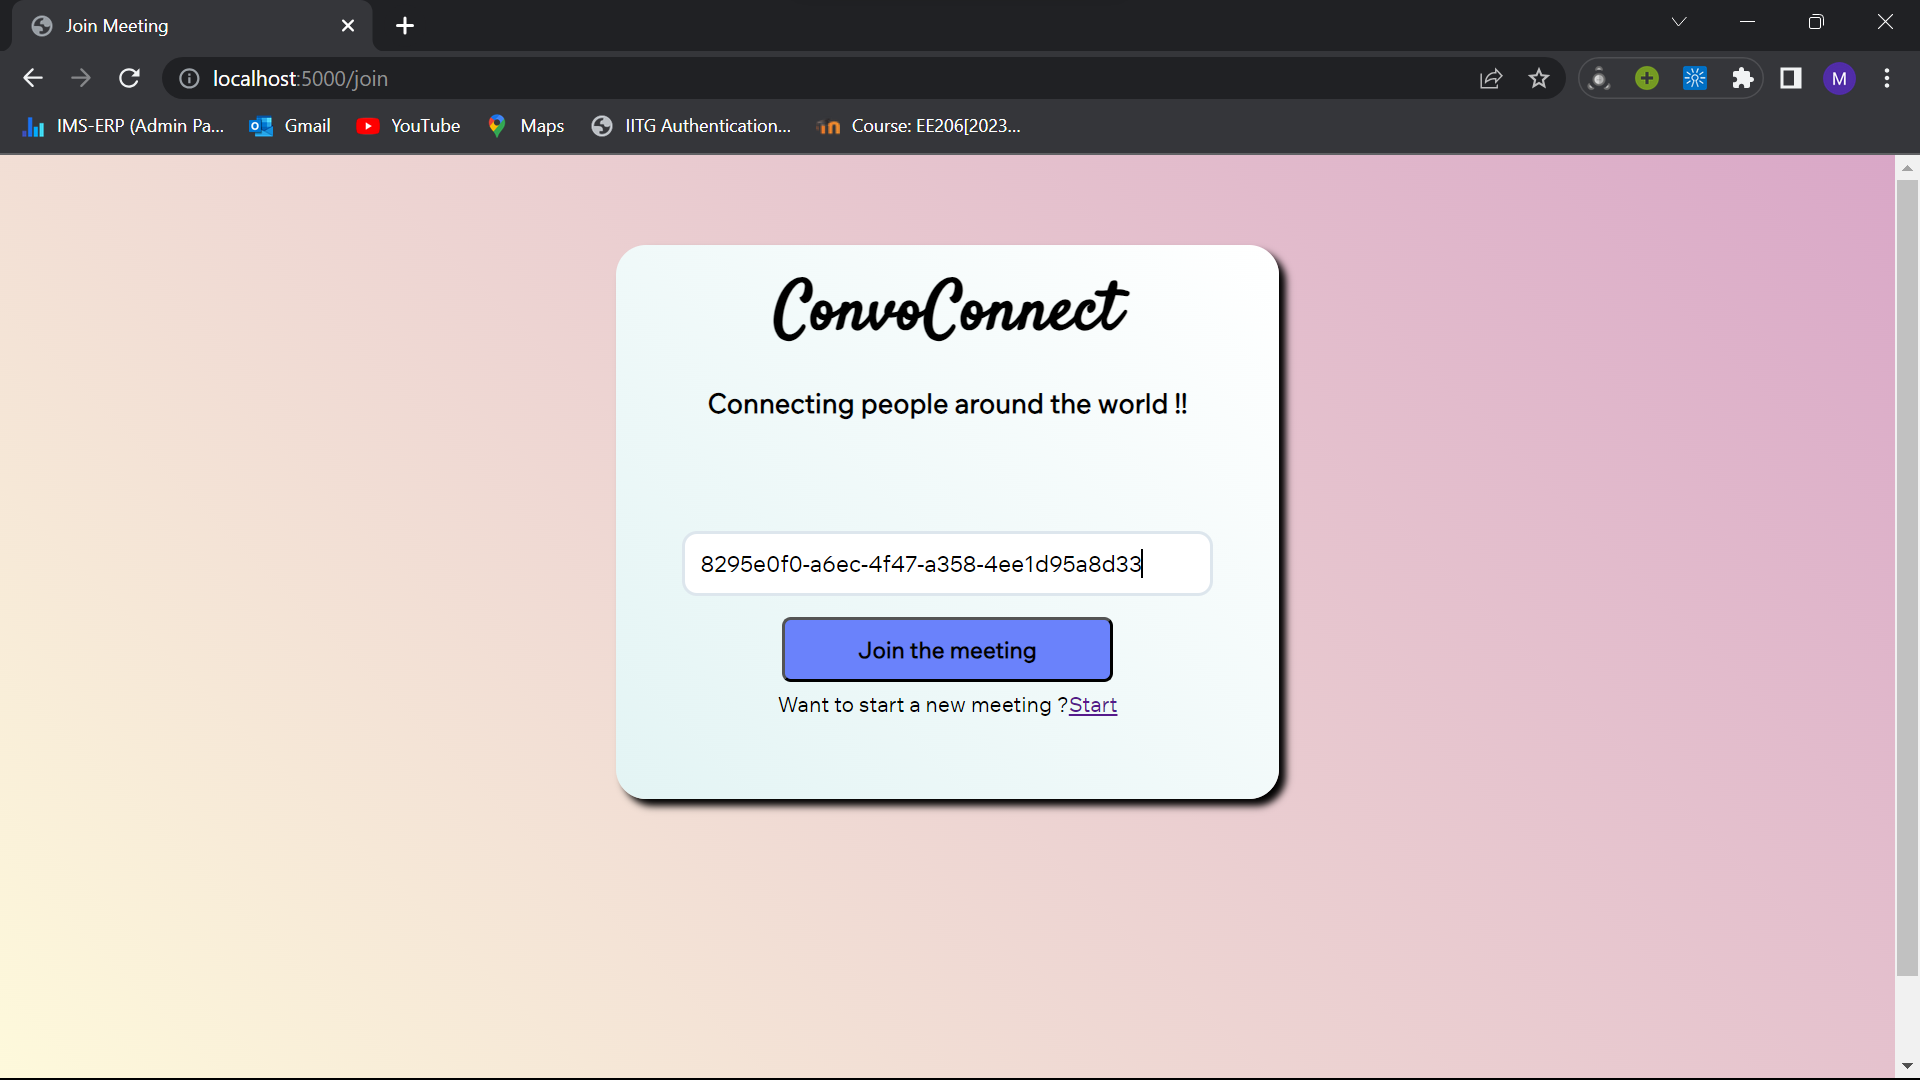 Join Meeting
localhost:5000/join
M
IMS-ERP (Admin Pa...
Gmail
YouTube
Maps
IITG Authentication...
Course: EE206[2023...
ConvoConnect
Connecting people around the world !!
8295e0f0-a6ec-4f47-a358-4ee1d95a8d33
Join the meeting
Want to start a new meeting ?Start